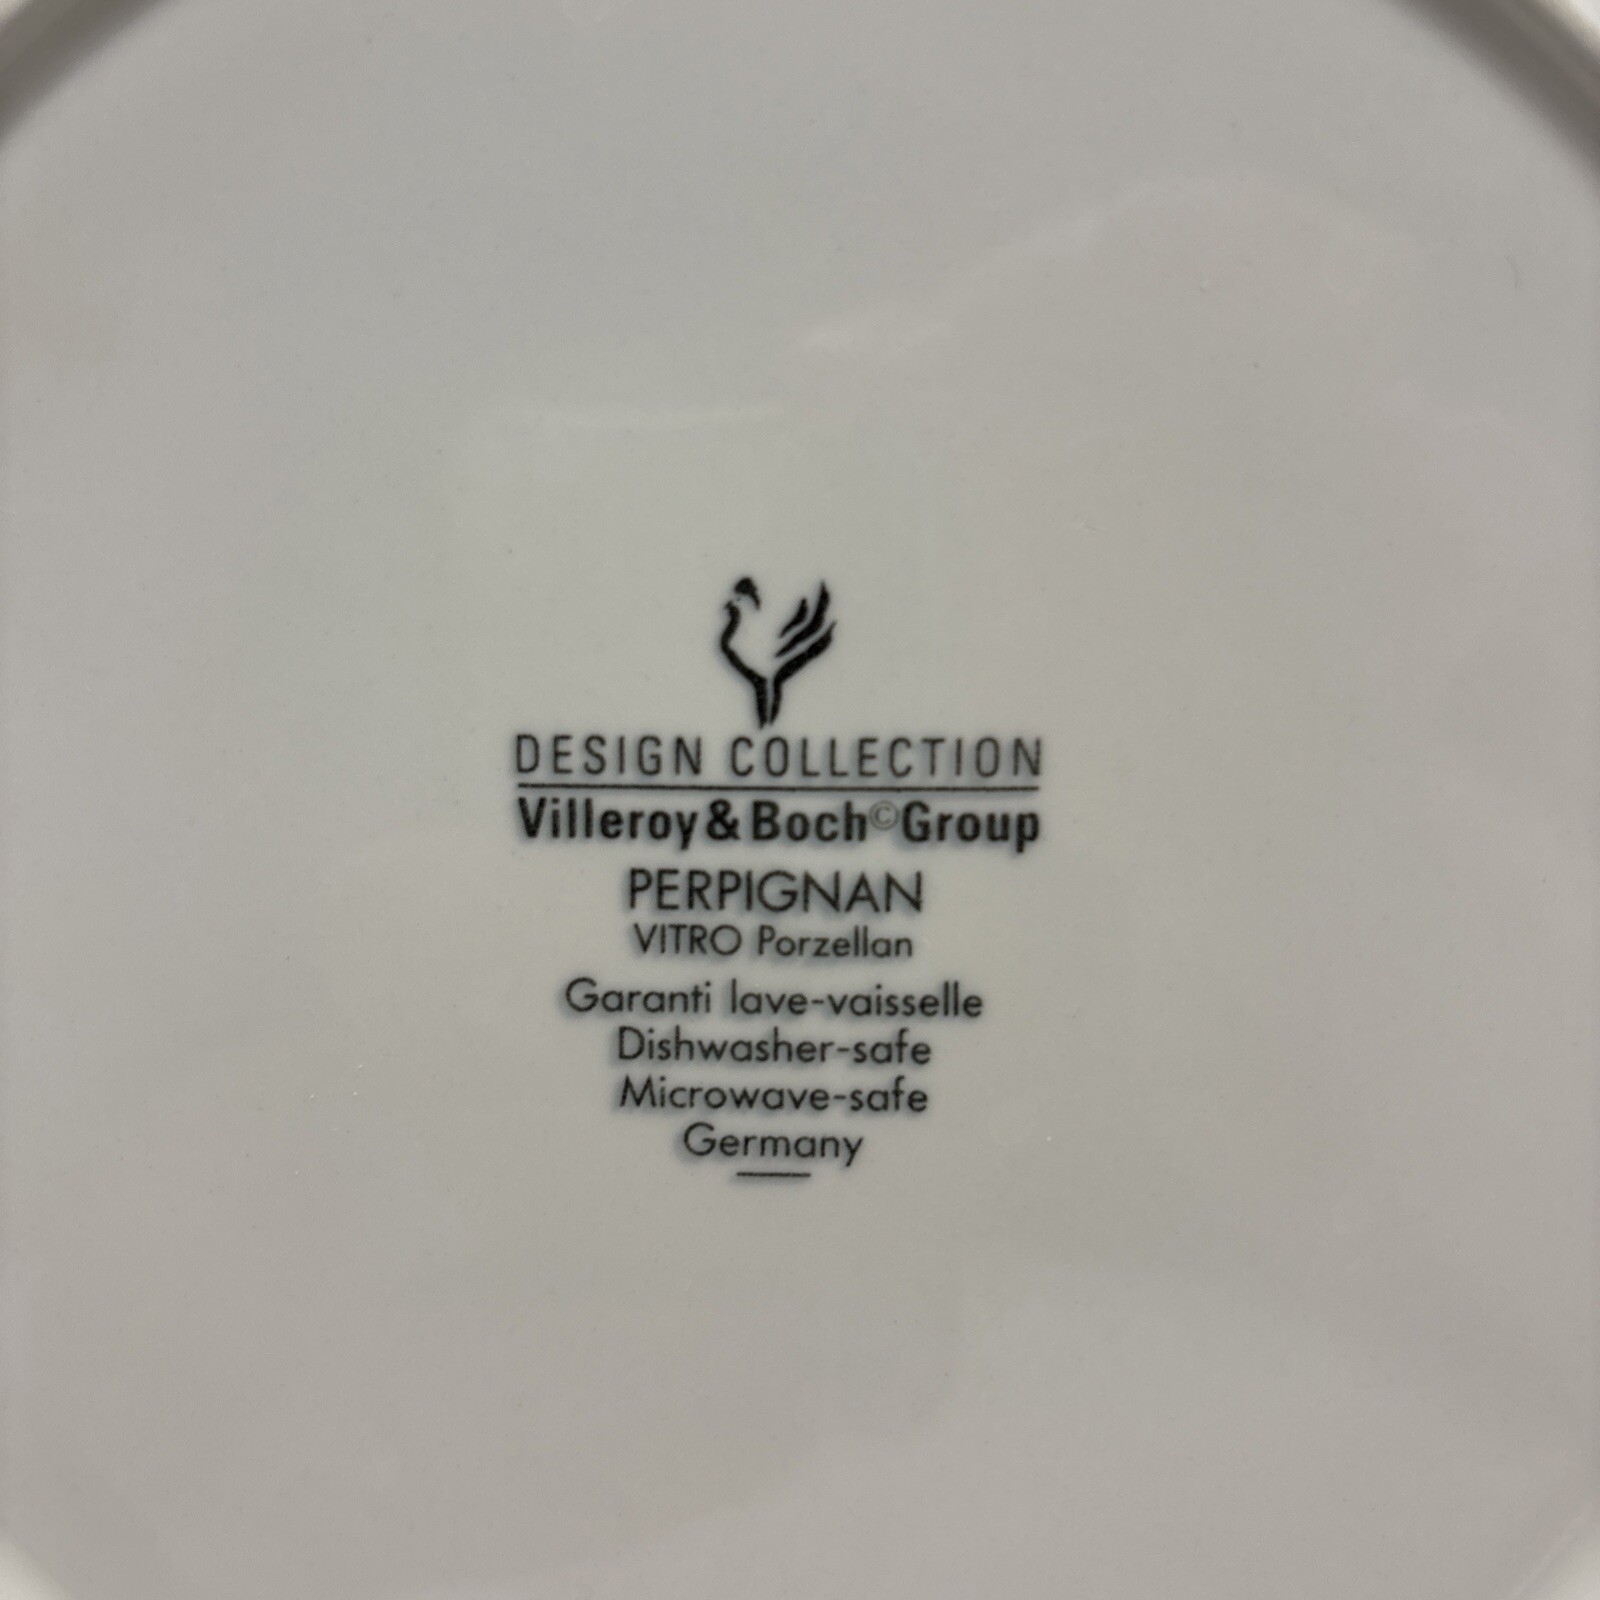 DESIGN COLLECTION
Villeroy & Boch © Group
PERPIGNAN
VITRO Porzellan
Garanti lave-vaisselle
Dishwasher-safe
Microwave-safe
Germany